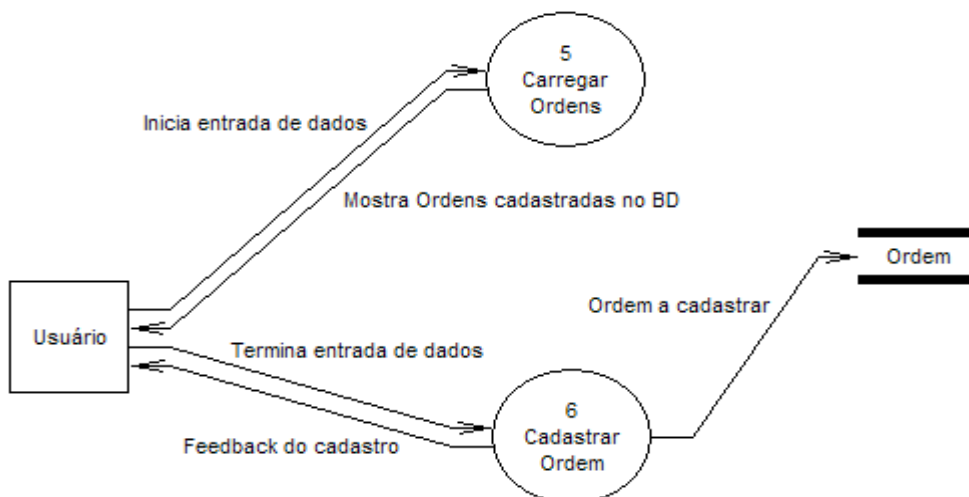 5
Carregar
Ordens
Inicia entrada de dados
Mostra Ordens cadastradas no BD
Ordem
Ordem a cadastrar
Usuário
Termina entrada de dados
6
Cadastrar
Ordem
Feedback do cadastro